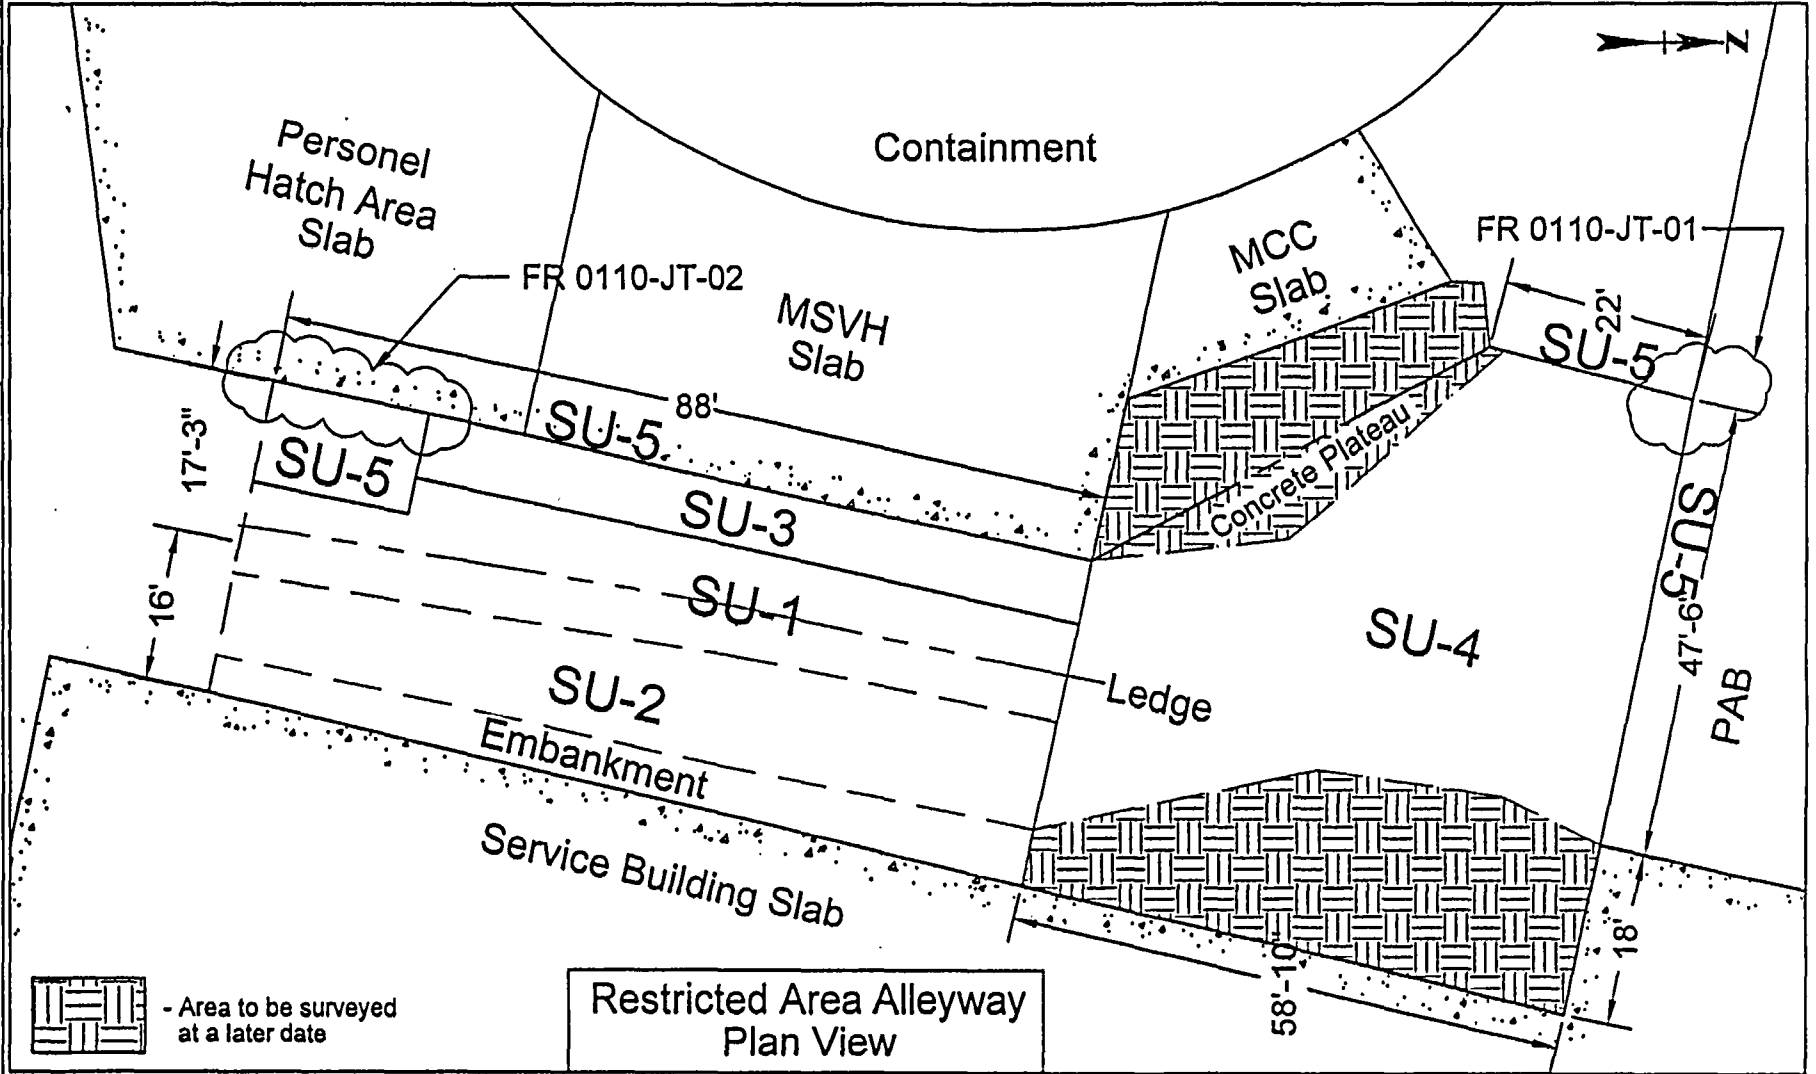 N
Containment
Personel
Hatch Area
Slab
FR 0110-JT-01
MCC
Slab
FR 0110-JT-02
22'
MSVH
Slab
SU-5
88'
SU-5
17'-3"
SU-5
Concrete Plateau
SU-3
SU-5
16'
SU-1
47'-6"
SU-4
SU-2
Ledge
PAB
Embankment
Service Building Slab
18'
58'-10"
- Area to be surveyed
at a later date
Restricted Area Alleyway
Plan View